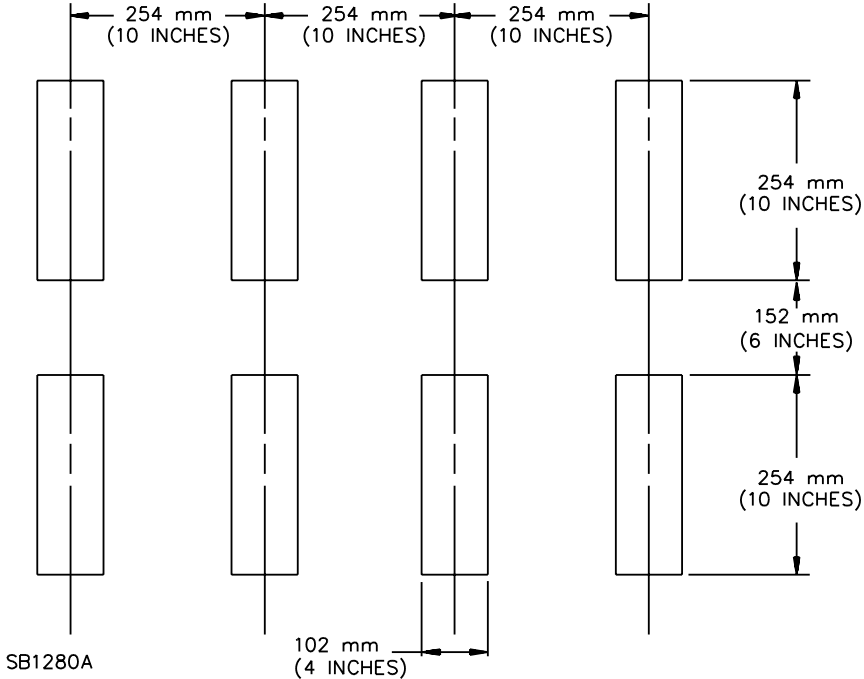 254 mm
(10 INCHES)
254 mm
(10 INCHES)
254 mm
(10 INCHES)
254 mm
(10 INCHES)
152 mm
(6 INCHES)
254 mm
(10 INCHES)
102 mm
(4 INCHES)
SB1280A